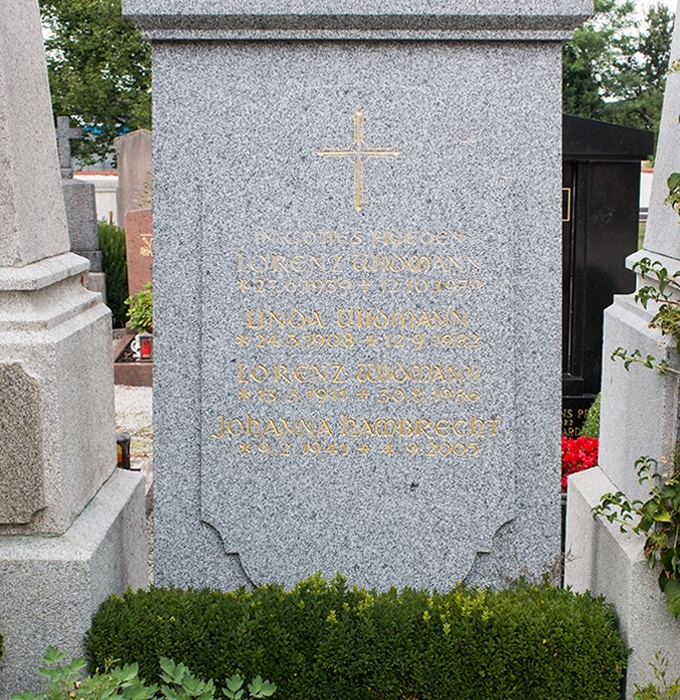 IN GOTTES FRIEDEN
LORENZ WIDMANN
LINDA WIDMANN
* 24.3.1908 + 12.9.1982
LORENZ WIDMANN
* 13.3.1911 + 30.8.1986
JOHANNA HAMBRECHT
* 9.2.1941 + 4.9.2005